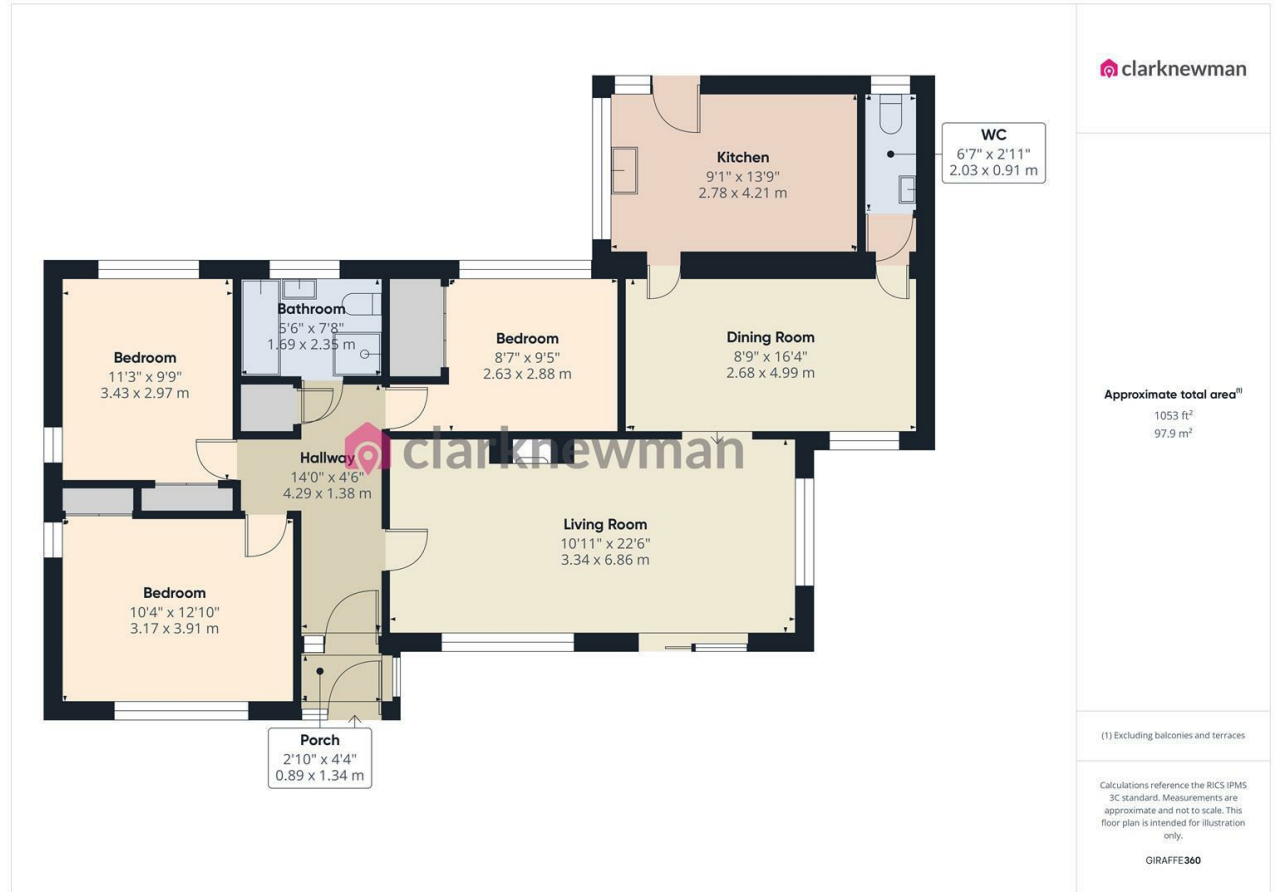 clarknewman
Kitchen
9'1" x 13'9"
2.78 x 4.21 m
WC
6'7" x 2'11"
2.03 x 0.91 m
Bathroom
5'6" x 7'8"
1.69 x 2.35 m
Bedroom
11'3" x 9'9"
3.43 x 2.97 m
Bedroom
8'7" x 9'5"
2.63 x 2.88 m
Dining Room
8'9" x 16'4"
2.68 x 4.99 m
clarknewman
Hallway
14'0" x 4'6"
4.29 x 1.38 m
Living Room
10'11" x 22'6"
3.34 x 6.86 m
Bedroom
10'4" x 12'10"
3.17 x 3.91 m
Porch
2'10" x 4'4"
0.89 x 1.34 m
Approximate total area(1)
1053 ft²
97.9 m²
(1) Excluding balconies and terraces
Calculations reference the RICS IPMS
3C standard. Measurements are
approximate and not to scale. This
floor plan is intended for illustration
only.
GIRAFFE360